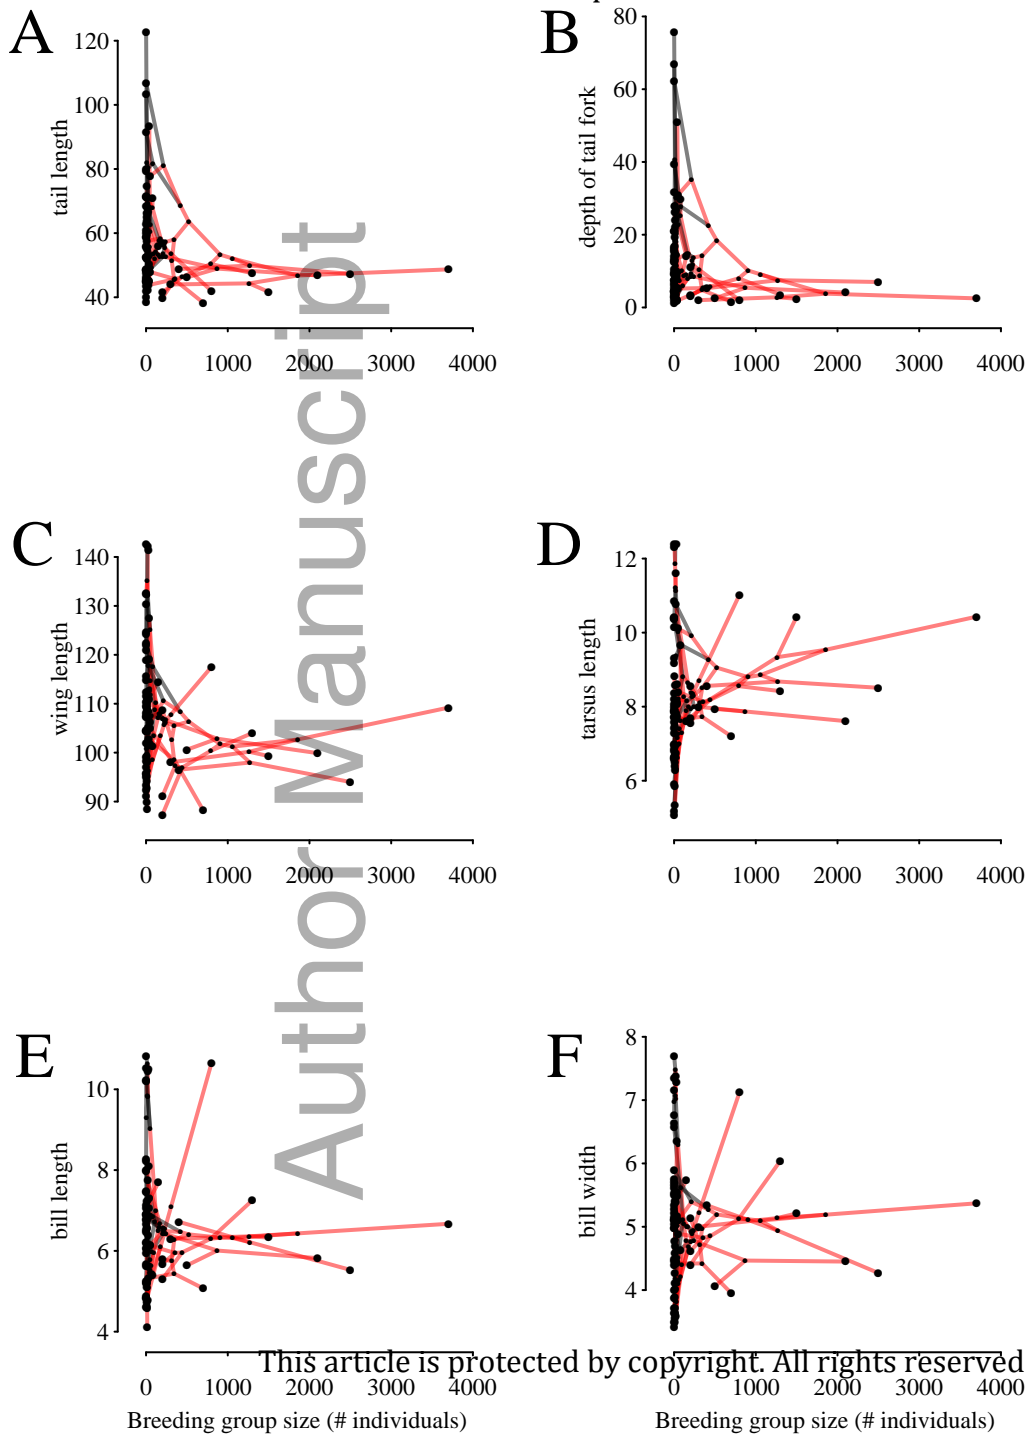 A
tail length
120
100
80
60
40
0 1000 2000 3000 4000
B
depth of tail fork
80
60
40
20
0
0 1000 2000 3000 4000
C
wing length
140
130
120
110
100
90
0 1000 2000 3000 4000
D
tarsus length
12
10
8
6
0 1000 2000 3000 4000
E
bill length
10
8
6
4
0 1000 2000 3000 4000
Breeding group size (# individuals)
F
bill width
8
7
6
5
4
0 1000 2000 3000 4000
Breeding group size (# individuals)
Author Manuscript
This article is protected by copyright. All rights reserved